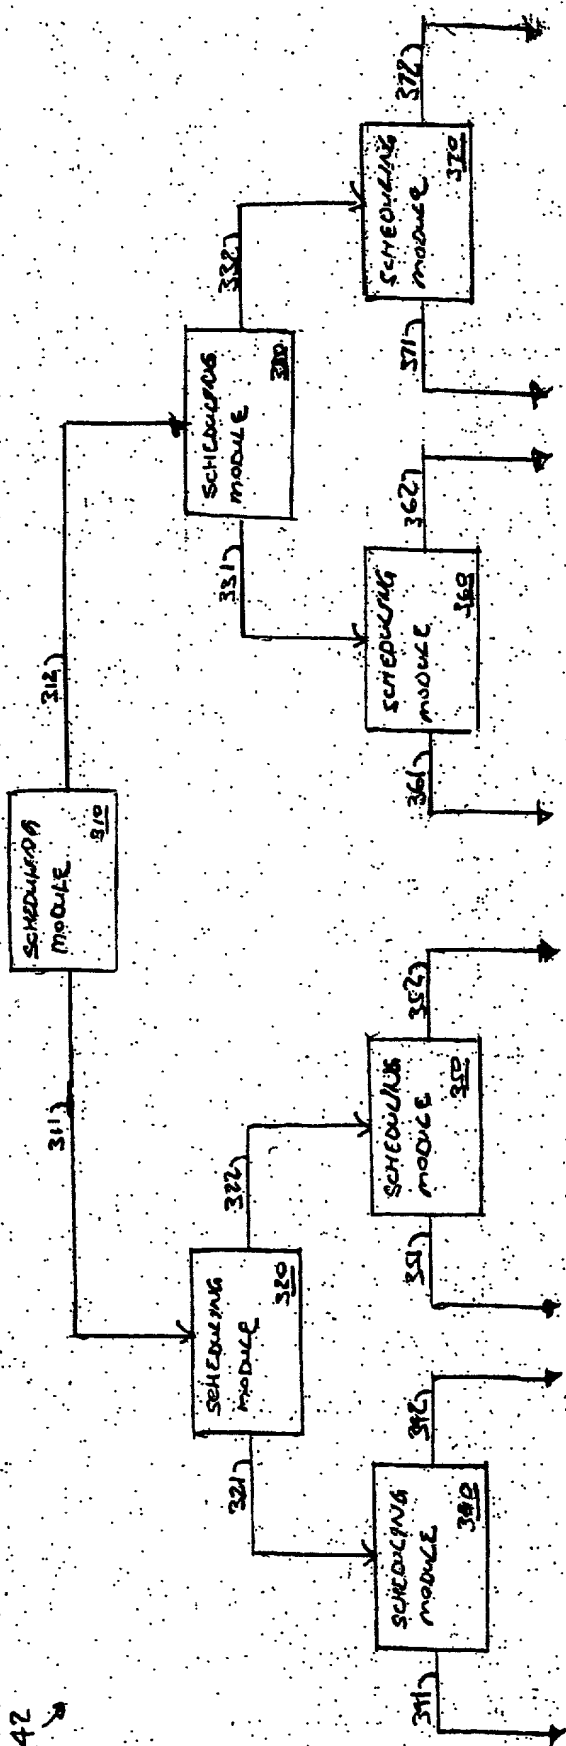 42
SCHEDULING
MODULE
310
311
312
SCHEDULING
MODULE
320
SCHEDULING
MODULE
330
321
322
331
332
SCHEDULING
MODULE
340
SCHEDULING
MODULE
350
SCHEDULING
MODULE
360
SCHEDULING
MODULE
370
341
342
351
352
361
362
371
372